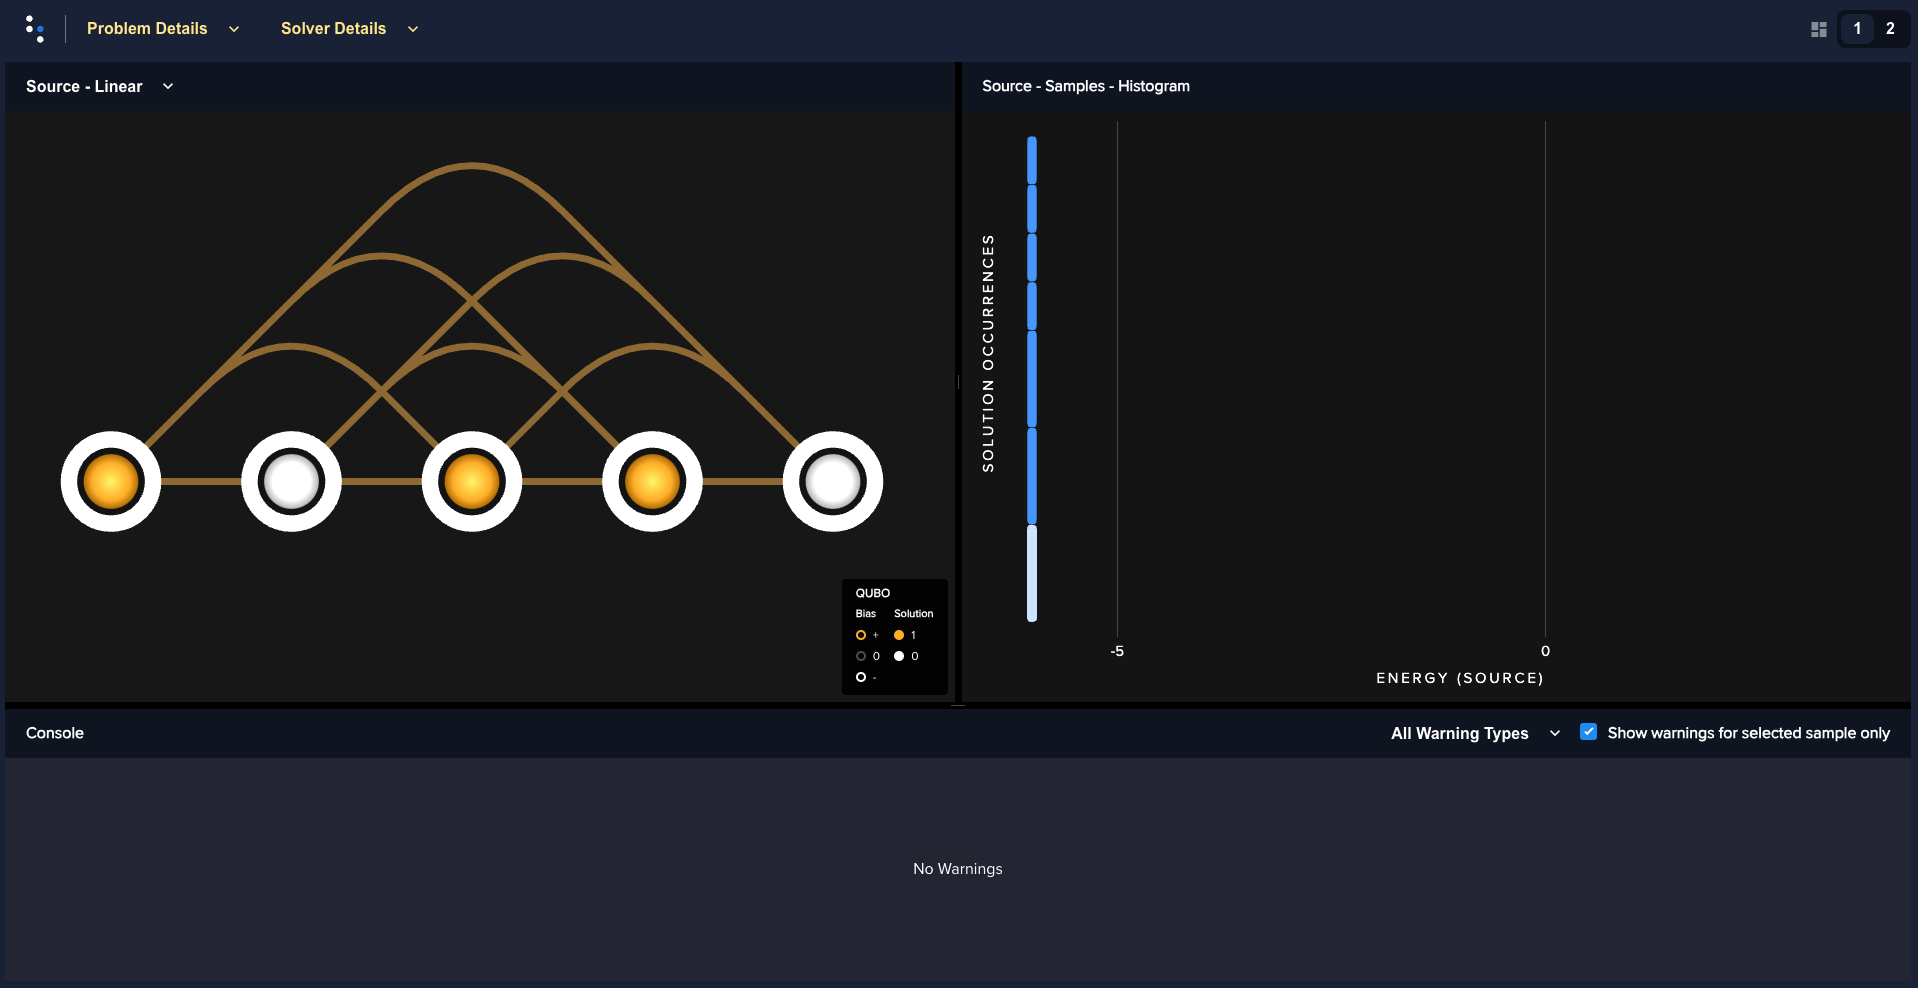 Problem Details
Solver Details
1 2
Source - Linear
Source - Samples - Histogram
SOLUTION OCCURRENCES
QUBO
Bias Solution
+ 1
0 0
-
-5 0
ENERGY (SOURCE)
Console
All Warning Types
Show warnings for selected sample only
No Warnings